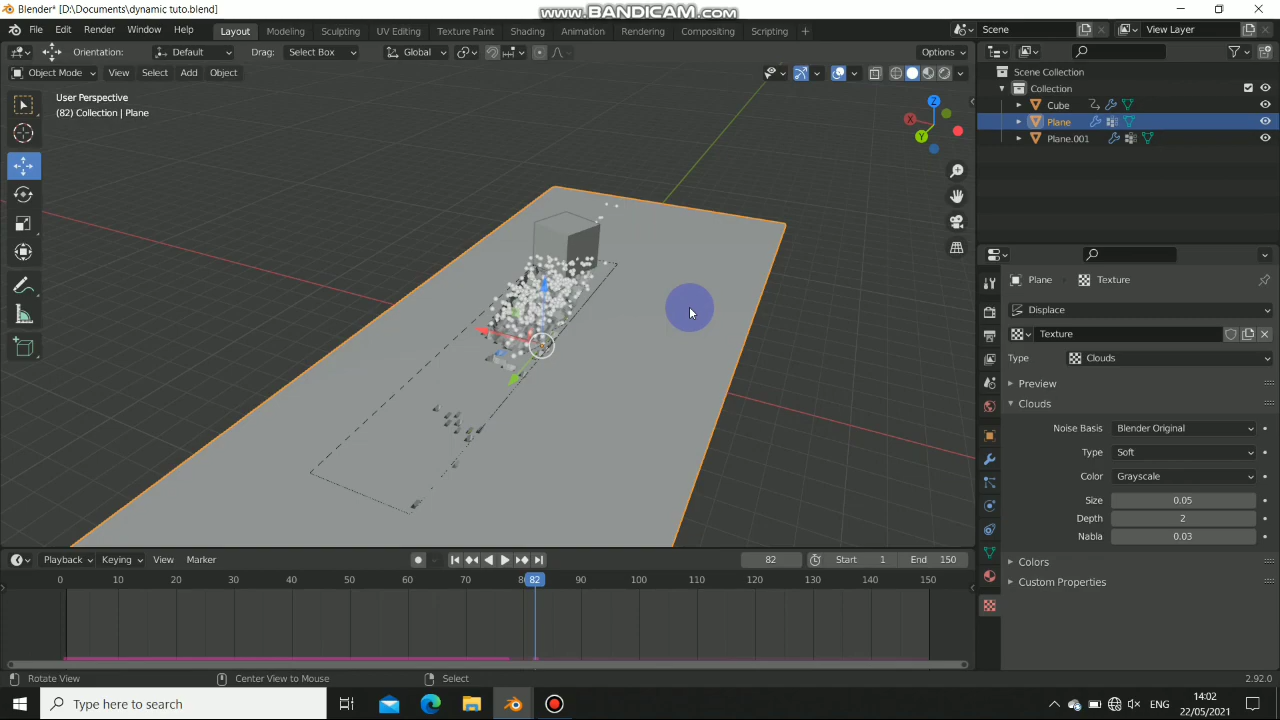 Blender* [D:\Documents\dynamic tuto.blend]
www.BANDICAM.com
File Edit Render Window Help
Layout Modeling Sculpting UV Editing Texture Paint Shading Animation Rendering Compositing Scripting
Scene
View Layer
Orientation: Default Drag: Select Box Global Options
Object Mode View Select Add Object
User Perspective
(82) Collection | Plane
Z
X
Y
Scene Collection
Collection
Cube
Plane
Plane.001
Plane Texture
Displace
Texture
Type Clouds
Preview
Clouds
Noise Basis Blender Original
Type Soft
Color Grayscale
Size 0.05
Depth 2
Nabla 0.03
Colors
Custom Properties
Playback Keying View Marker 82 Start 1 End 150
0 10 20 30 40 50 60 70 82 90 100 110 120 130 140 150
Rotate View Center View to Mouse Select 2.92.0
Type here to search
ENG
14:02
22/05/2021